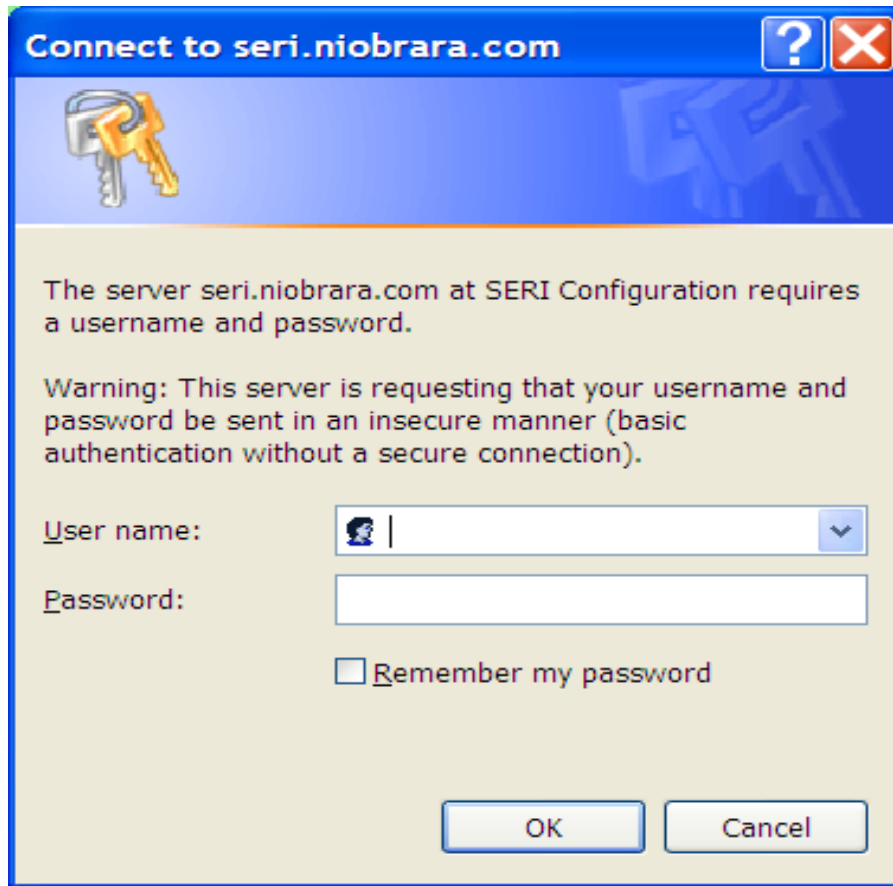 Connect to seri.niobrara.com
The server seri.niobrara.com at SERI Configuration requires
a username and password.
Warning: This server is requesting that your username and
password be sent in an insecure manner (basic
authentication without a secure connection).
User name:
Password:
Remember my password
OK Cancel